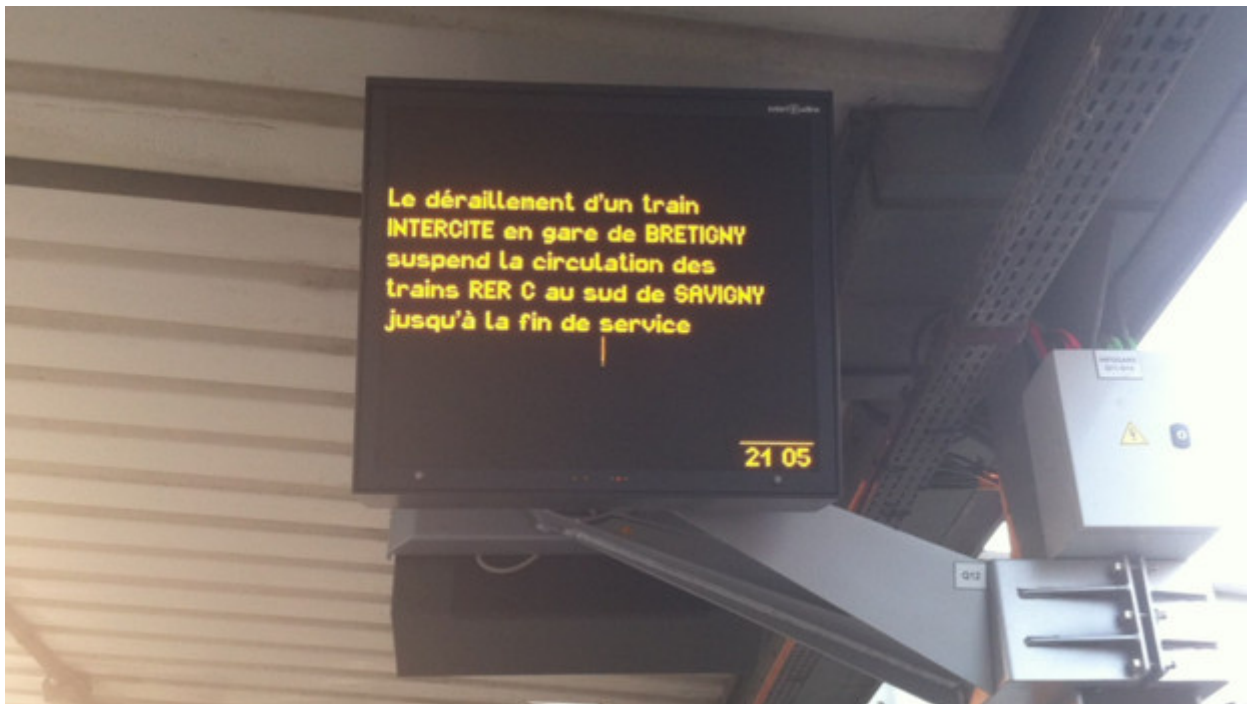 Le déraillement d'un train
INTERCITE en gare de BRETIGNY
suspend la circulation des
trains RER C au sud de SAVIGNY
jusqu'à la fin de service
21 05
Q12